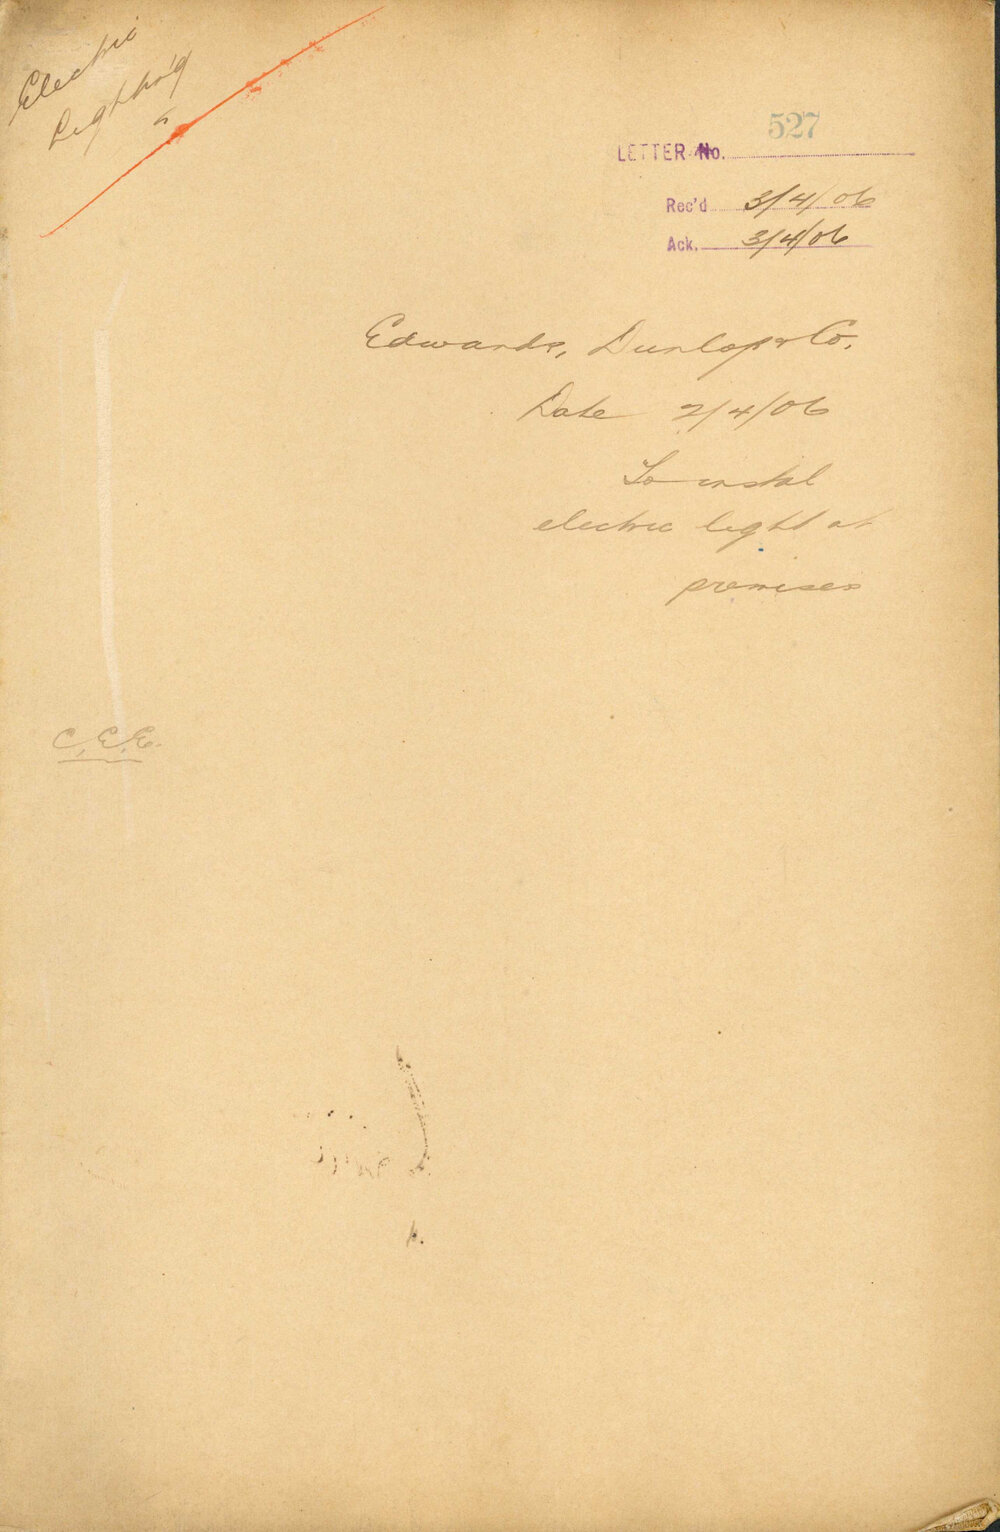 Electric
Lighting
LETTER No. 527
Rec'd 3/4/06
Ack. 3/4/06
Edwards, Dunlop & Co.
Date 2/4/06
To instal
electric light at
premises
C.E.E.